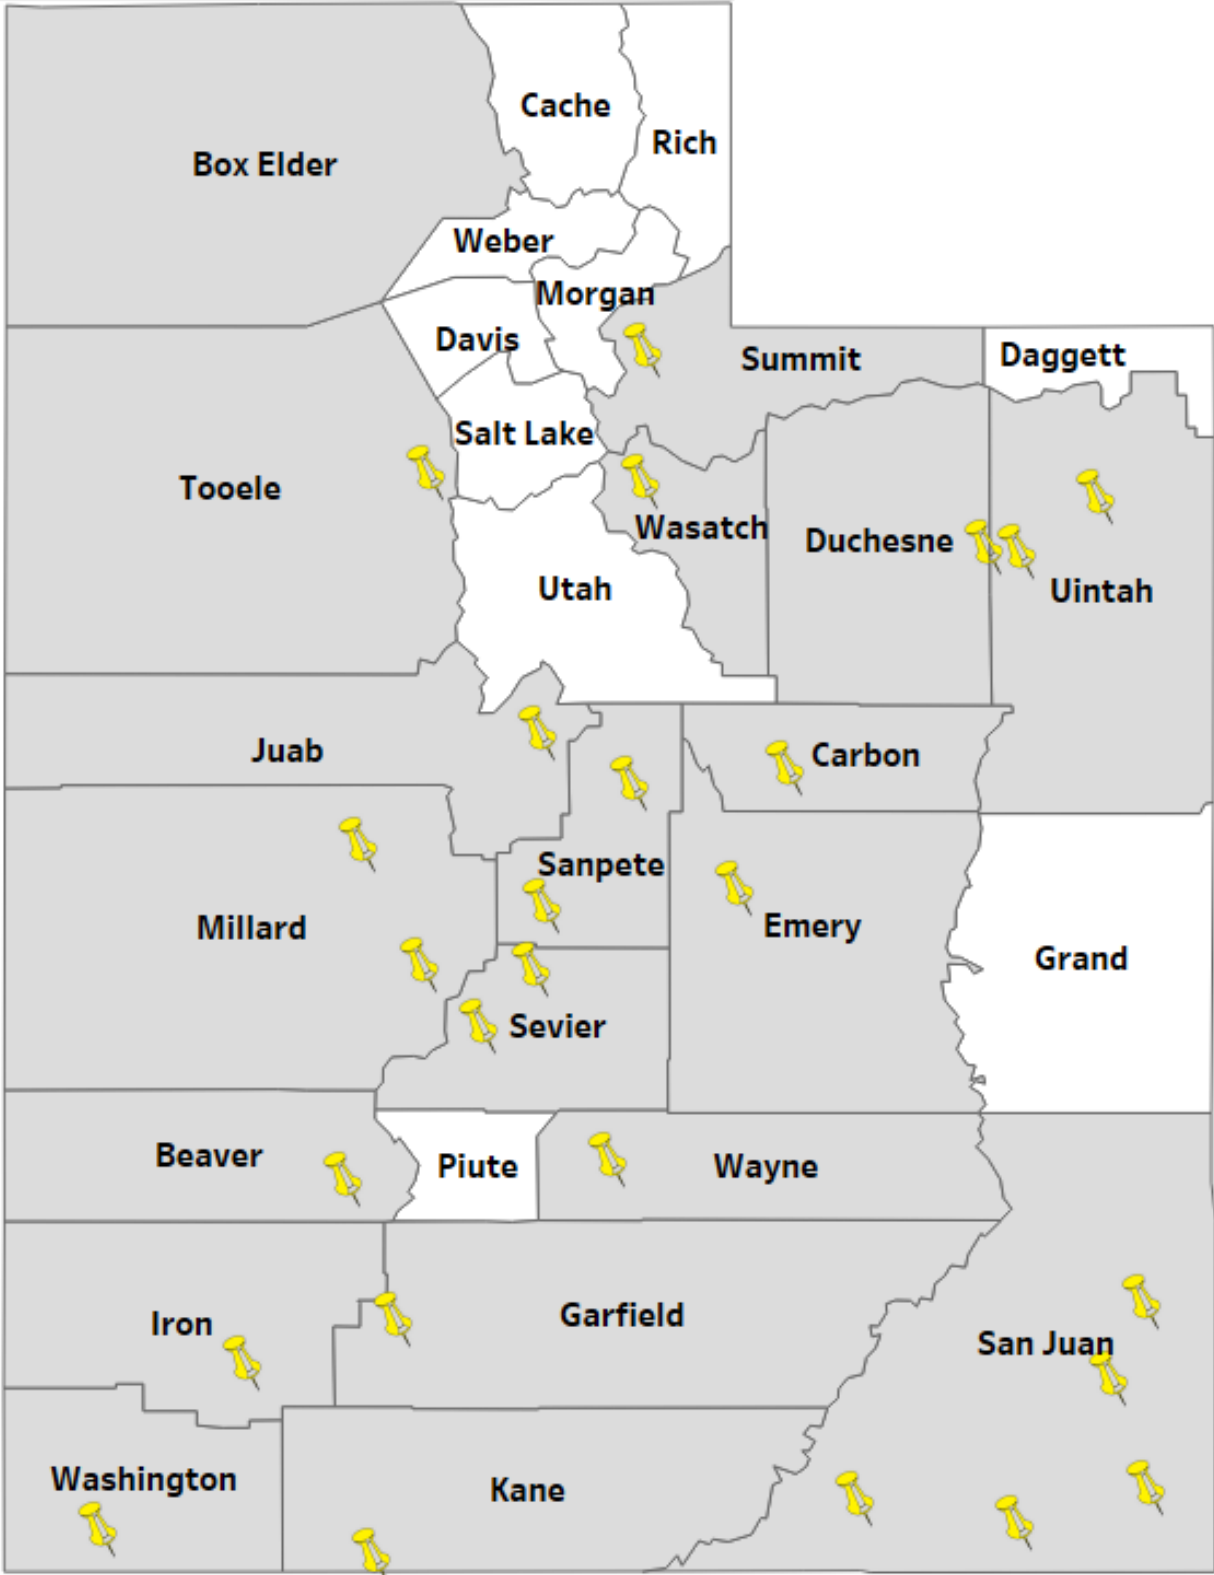 Cache
Rich
Box Elder
Weber
Morgan
Davis
Summit
Daggett
Salt Lake
Tooele
Wasatch
Duchesne
Utah
Uintah
Juab
Carbon
Sanpete
Millard
Emery
Grand
Sevier
Beaver
Piute
Wayne
Iron
Garfield
San Juan
Washington
Kane